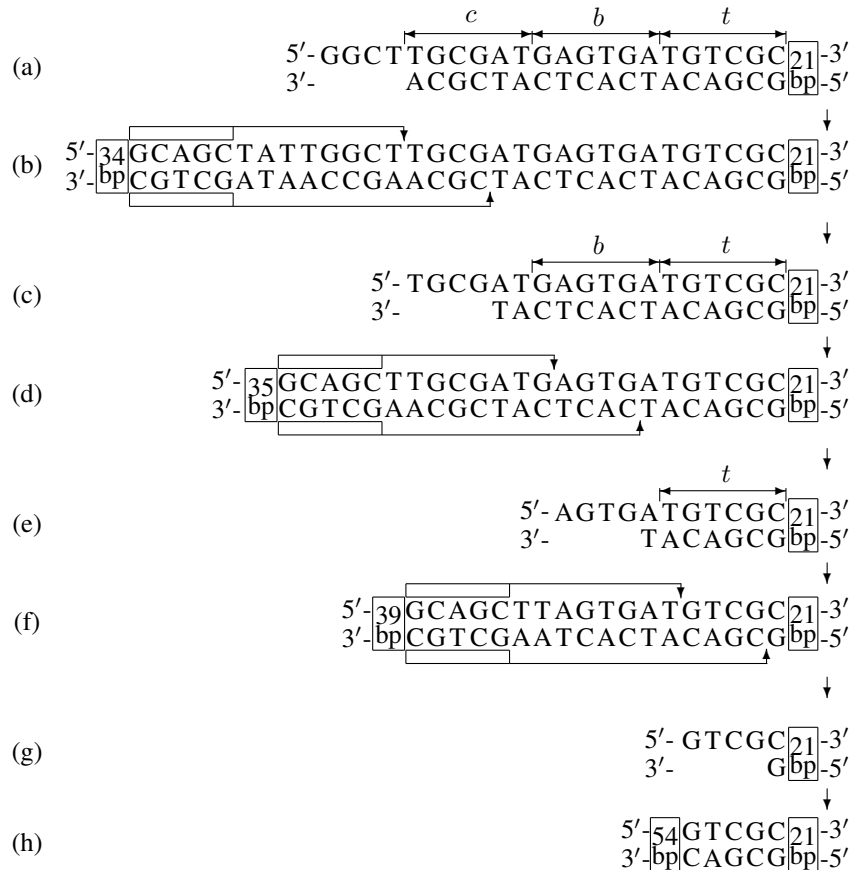 c b t
(a)
5′- GGCTTGCGATGAGTGATGTCGC 21 -3′
3′- ACGCTACTCACTACAGCG bp -5′
(b)
5′- 34 GCAGCTATTGGCTTGCGATGAGTGATGTCGC 21 -3′
3′- bp CGTCGATAACCGAACGCTACTCACTACAGCG bp -5′
b t
(c)
5′- TGCGATGAGTGATGTCGC 21 -3′
3′- TACTCACTACAGCG bp -5′
(d)
5′- 35 GCAGCTTGCGATGAGTGATGTCGC 21 -3′
3′- bp CGTCGAACGCTACTCACTACAGCG bp -5′
t
(e)
5′- AGTGATGTCGC 21 -3′
3′- TACAGCG bp -5′
(f)
5′- 39 GCAGCTTAGTGATGTCGC 21 -3′
3′- bp CGTCGAATCACTACAGCG bp -5′
(g)
5′- GTCGC 21 -3′
3′- G bp -5′
(h)
5′- 54 GTCGC 21 -3′
3′- bp CAGCG bp -5′